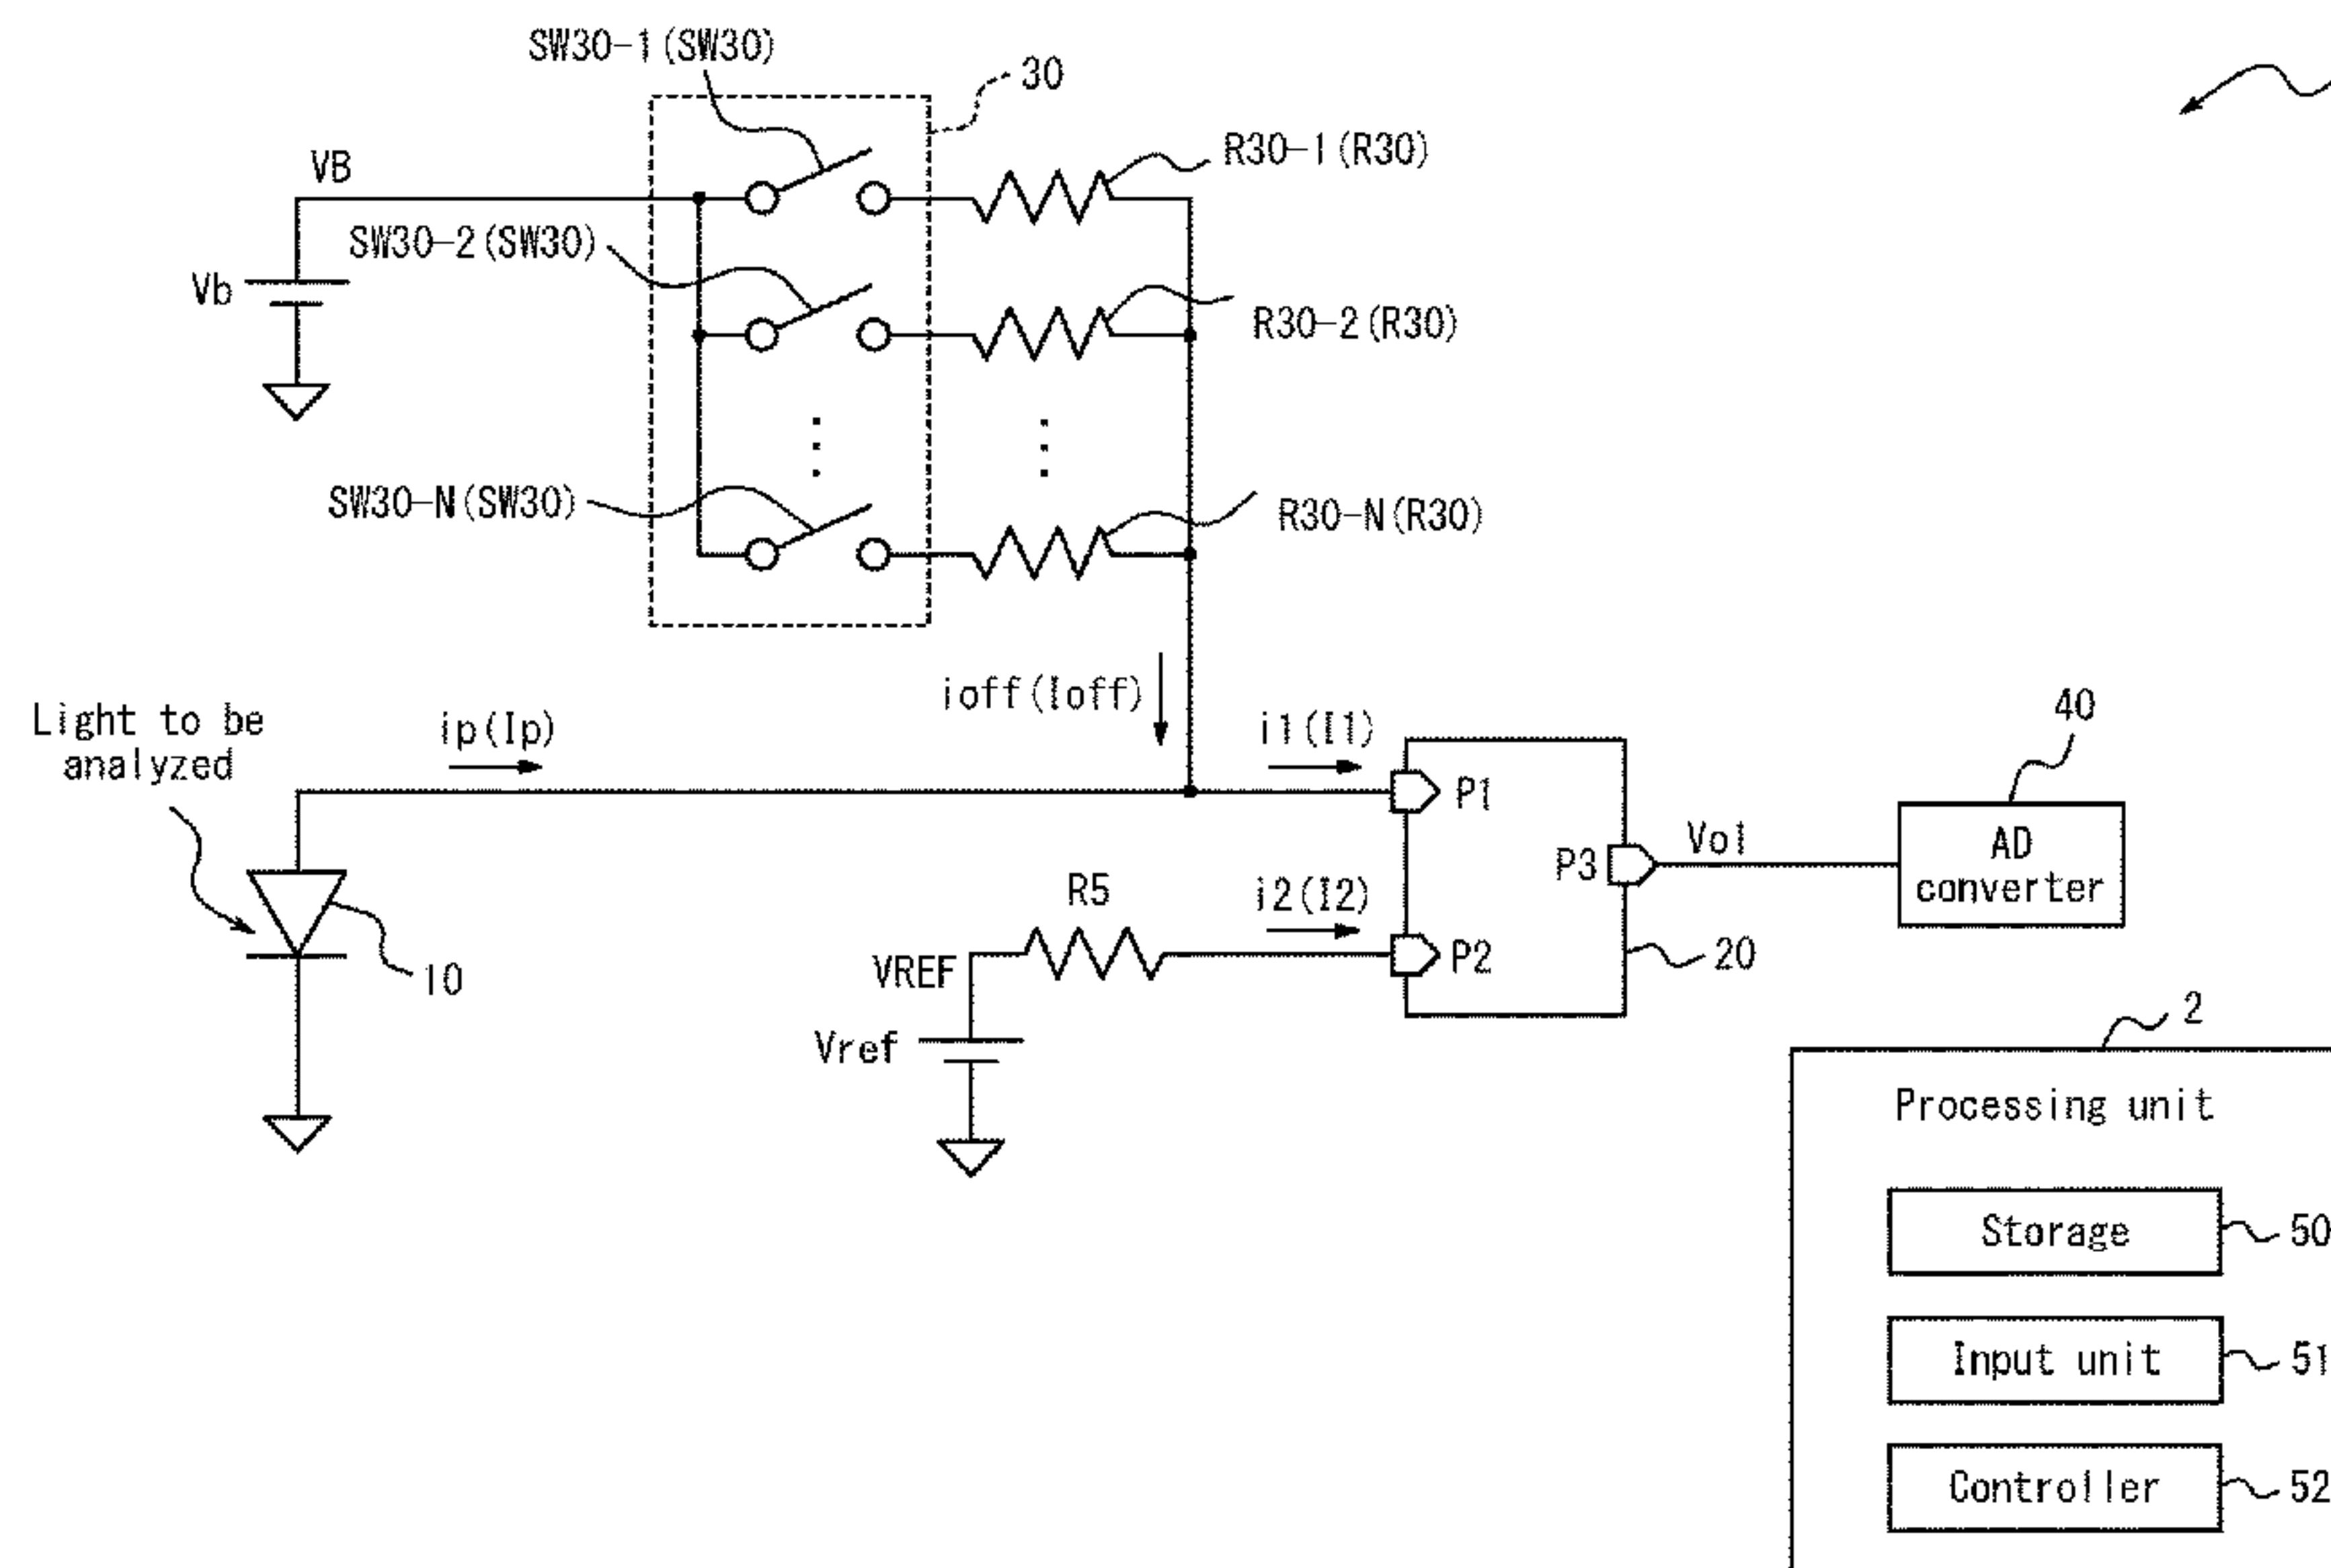 SW30-1(SW30)
30
VB
R30-1(R30)
SW30-2(SW30)
Vb
R30-2(R30)
SW30-N(SW30)
R30-N(R30)
ioff(Ioff)
Light to be
analyzed
ip(Ip)
i1(I1)
40
P1
P3
Vo1
AD
converter
R5
i2(I2)
10
VREF
P2
20
Vref
2
Processing unit
Storage
50
Input unit
51
Controller
52